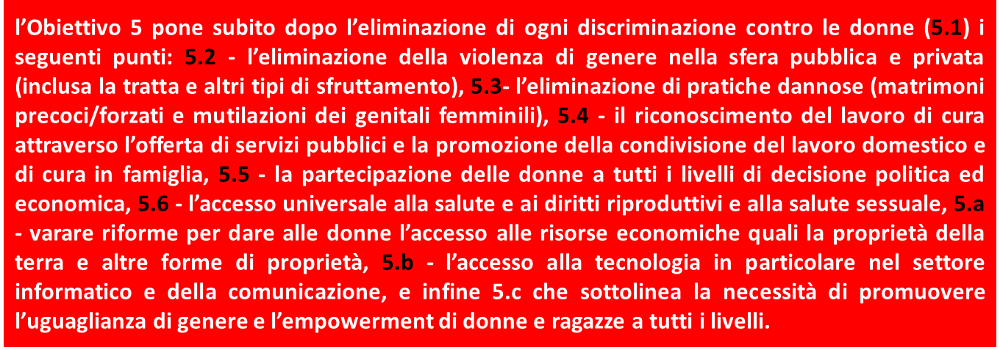 l’Obiettivo 5 pone subito dopo l’eliminazione di ogni discriminazione contro le donne (5.1) i
seguenti punti: 5.2 - l’eliminazione della violenza di genere nella sfera pubblica e privata
(inclusa la tratta e altri tipi di sfruttamento), 5.3- l’eliminazione di pratiche dannose (matrimoni
precoci/forzati e mutilazioni dei genitali femminili), 5.4 - il riconoscimento del lavoro di cura
attraverso l’offerta di servizi pubblici e la promozione della condivisione del lavoro domestico e
di cura in famiglia, 5.5 - la partecipazione delle donne a tutti i livelli di decisione politica ed
economica, 5.6 - l’accesso universale alla salute e ai diritti riproduttivi e alla salute sessuale, 5.a
- varare riforme per dare alle donne l’accesso alle risorse economiche quali la proprietà della
terra e altre forme di proprietà, 5.b - l’accesso alla tecnologia in particolare nel settore
informatico e della comunicazione, e infine 5.c che sottolinea la necessità di promuovere
l’uguaglianza di genere e l’empowerment di donne e ragazze a tutti i livelli.